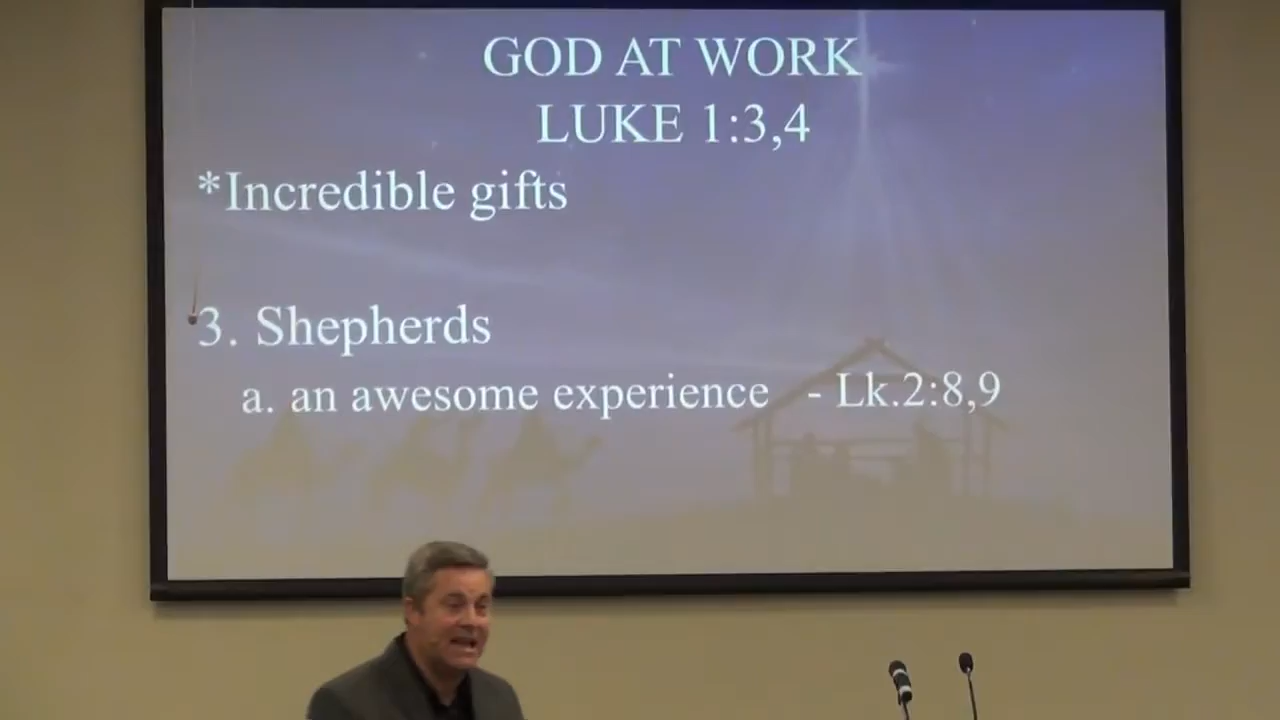 GOD AT WORK
LUKE 1:3,4
*Incredible gifts
3. Shepherds
a. an awesome experience - Lk.2:8,9